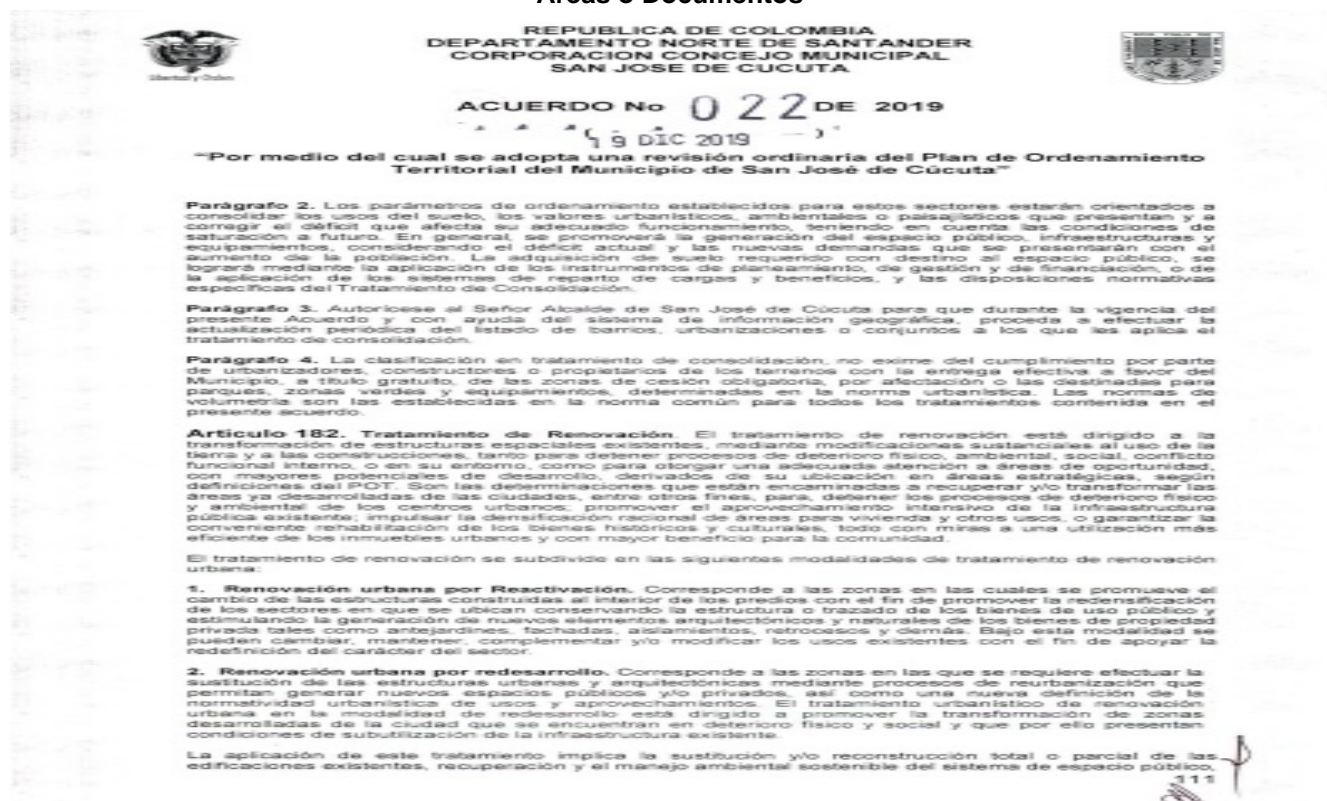 Áreas o Documentos
REPUBLICA DE COLOMBIA
DEPARTAMENTO NORTE DE SANTANDER
CORPORACION CONCEJO MUNICIPAL
SAN JOSE DE CUCUTA
Libertad y Orden
ACUERDO No 022 DE 2019
19 DIC 2019
"Por medio del cual se adopta una revisión ordinaria del Plan de Ordenamiento
Territorial del Municipio de San José de Cúcuta"
Parágrafo 2. Los parámetros de ordenamiento establecidos para estos sectores estarán orientados a
consolidar los usos del suelo, los valores urbanísticos, ambientales o paisajísticos que presentan y a
corregir el déficit que afecta su adecuado funcionamiento, teniendo en cuenta las condiciones de
saturación a futuro. En general, se promoverá la generación del espacio público, infraestructuras y
equipamientos, considerando el déficit actual y las nuevas demandas que se presentarán con el
aumento de la población. La adquisición de suelo requerido con destino al espacio público, se
logrará mediante la aplicación de los instrumentos de planeamiento, de gestión y de financiación, o de
la aplicación de los sistemas de reparto de cargas y beneficios, y las disposiciones normativas
específicas del Tratamiento de Consolidación.
Parágrafo 3. Autorícese al Señor Alcalde de San José de Cúcuta para que durante la vigencia del
presente Acuerdo y con ayuda del sistema de información geográfica, proceda a efectuar la
actualización periódica del listado de barrios, urbanizaciones o conjuntos a los que les aplica el
tratamiento de consolidación.
Parágrafo 4. La clasificación en tratamiento de consolidación, no exime del cumplimiento por parte
de urbanizadores, constructores o propietarios de los terrenos con la entrega efectiva a favor del
Municipio, a título gratuito, de las zonas de cesión obligatoria, por afectación o las destinadas para
parques, zonas verdes y equipamientos, determinadas en la norma urbanística. Las normas de
volumetría son las establecidas en la norma común para todos los tratamientos contenida en el
presente acuerdo.
Articulo 182. Tratamiento de Renovación. El tratamiento de renovación está dirigido a la
transformación de estructuras espaciales existentes, mediante modificaciones sustanciales al uso de la
tierra y a las construcciones, tanto para detener procesos de deterioro físico, ambiental, social, conflicto
funcional interno, o en su entorno, como para otorgar una adecuada atención a áreas de oportunidad,
con mayores potenciales de desarrollo, derivados de su ubicación en áreas estratégicas, según
definiciones del POT. Son las determinaciones que están encaminadas a recuperar y/o transformar las
áreas ya desarrolladas de las ciudades, entre otros fines, para, detener los procesos de deterioro físico
y ambiental de los centros urbanos; promover el aprovechamiento intensivo de la infraestructura
pública existente; impulsar la densificación racional de áreas para vivienda y otros usos, o garantizar la
conveniente rehabilitación de los bienes históricos y culturales, todo con miras a una utilización más
eficiente de los inmuebles urbanos y con mayor beneficio para la comunidad.
El tratamiento de renovación se subdivide en las siguientes modalidades de tratamiento de renovación
urbana:
1. Renovación urbana por Reactivación. Corresponde a las zonas en las cuales se promueve el
cambio de las estructuras construidas al interior de los predios con el fin de promover la redensificación
de los sectores en que se ubican conservando la estructura o trazado de los bienes de uso público y
estimulando la generación de nuevos elementos arquitectónicos y naturales de los bienes de propiedad
privada tales como antejardines, fachadas, aislamientos, retrocesos y demás. Bajo esta modalidad se
pueden cambiar, mantener, complementar y/o modificar los usos existentes con el fin de apoyar la
redefinición del carácter del sector.
2. Renovación urbana por redesarrollo. Corresponde a las zonas en las que se requiere efectuar la
sustitución de las estructuras urbanas y arquitectónicas mediante procesos de reurbanización que
permitan generar nuevos espacios públicos y/o privados, así como una nueva definición de la
normatividad urbanística de usos y aprovechamientos. El tratamiento urbanístico de renovación
urbana en la modalidad de redesarrollo está dirigido a promover la transformación de zonas
desarrolladas de la ciudad que se encuentran en deterioro físico y social y que por ello presentan
condiciones de subutilización de la infraestructura existente.
La aplicación de este tratamiento implica la sustitución y/o reconstrucción total o parcial de las
edificaciones existentes, recuperación y el manejo ambiental sostenible del sistema de espacio público,
111